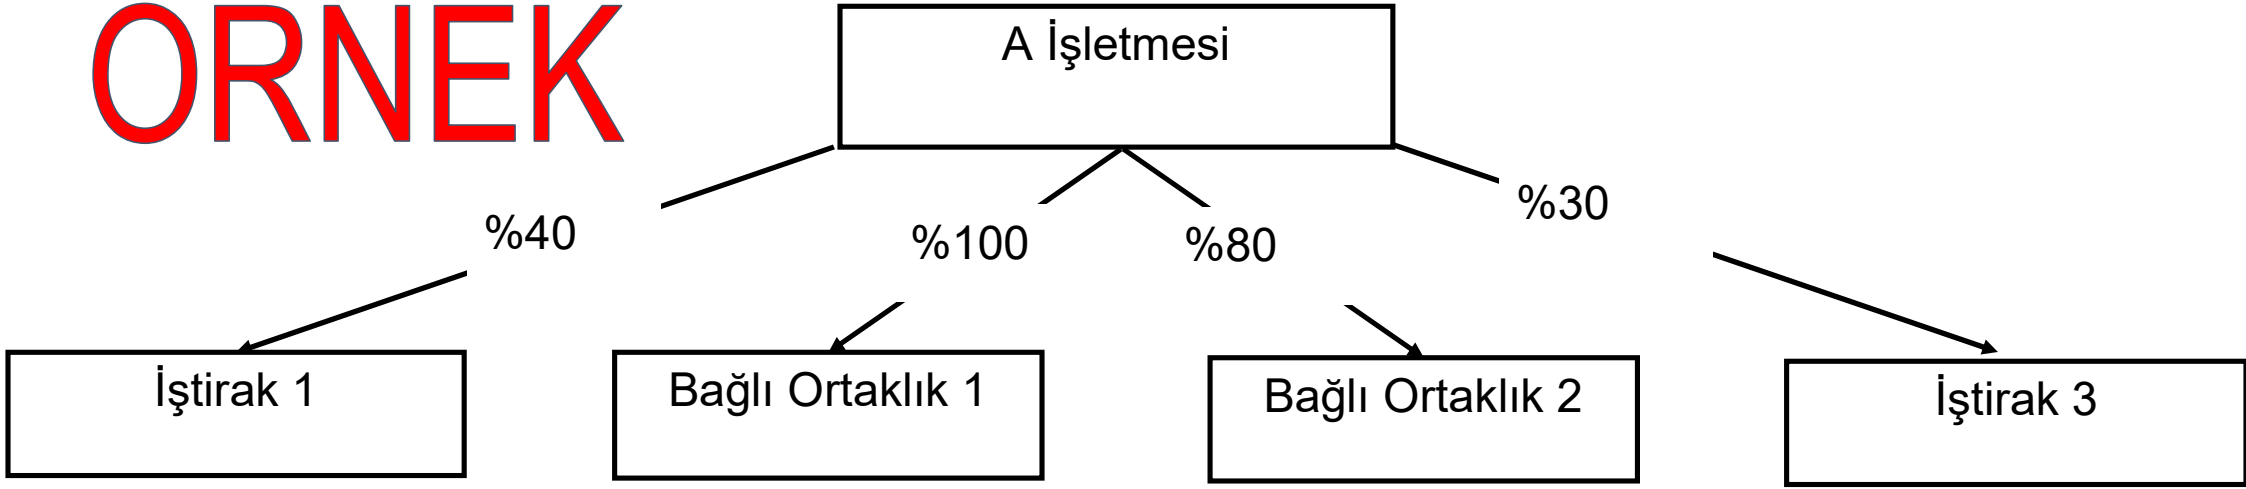 ORNEK
A İşletmesi
%40
%100
%80
%30
İştirak 1
Bağlı Ortaklık 1
Bağlı Ortaklık 2
İştirak 3